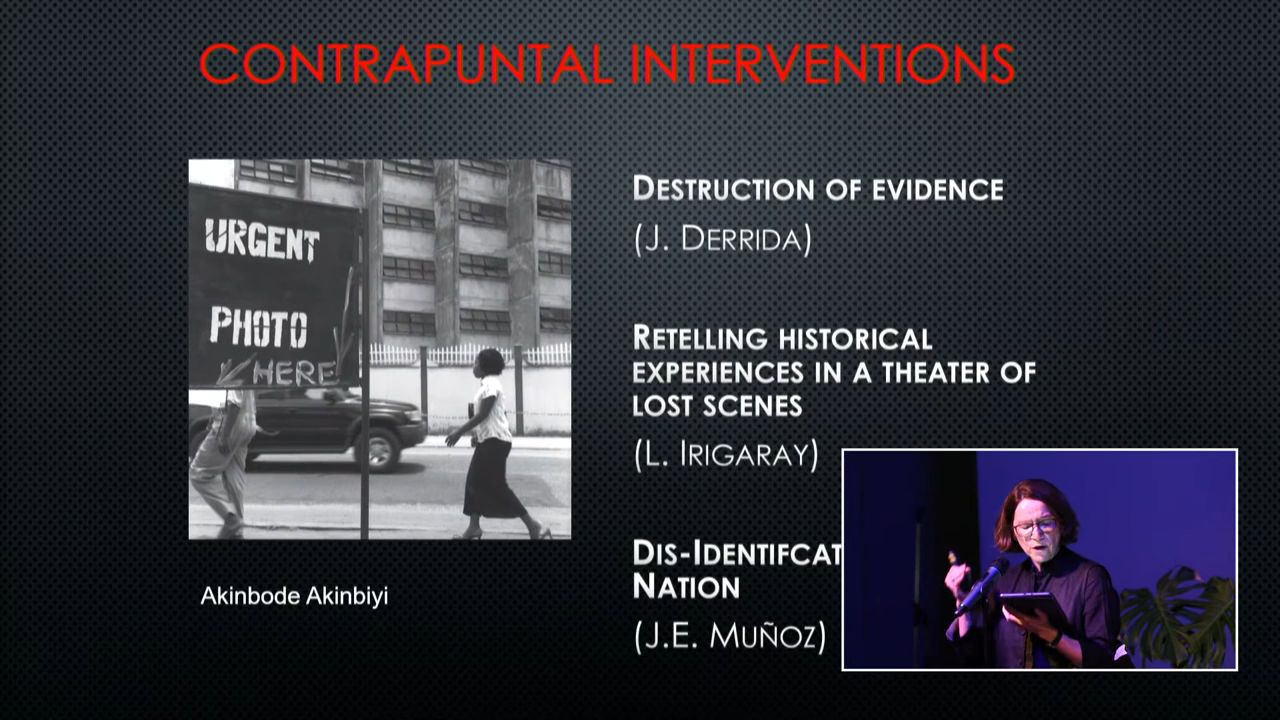 CONTRAPUNTAL INTERVENTIONS
URGENT
PHOTO
HERE
Akinbode Akinbiyi
DESTRUCTION OF EVIDENCE
(J. DERRIDA)
RETELLING HISTORICAL
EXPERIENCES IN A THEATER OF
LOST SCENES
(L. IRIGARAY)
DIS-IDENTIFCAT
NATION
(J.E. MUÑOZ)